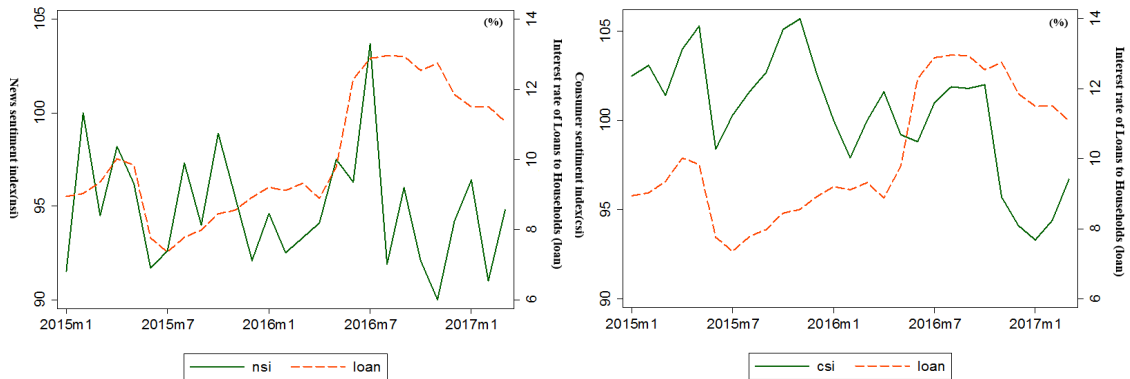 (%)
105
100
95
90
News sentiment index(nsi)
14
12
10
8
6
Interest rate of Loans to Households (loan)
2015m1
2015m7
2016m1
2016m7
2017m1
nsi
loan
(%)
105
100
95
90
Consumer sentiment index(csi)
14
12
10
8
6
Interest rate of Loans to Households (loan)
2015m1
2015m7
2016m1
2016m7
2017m1
csi
loan